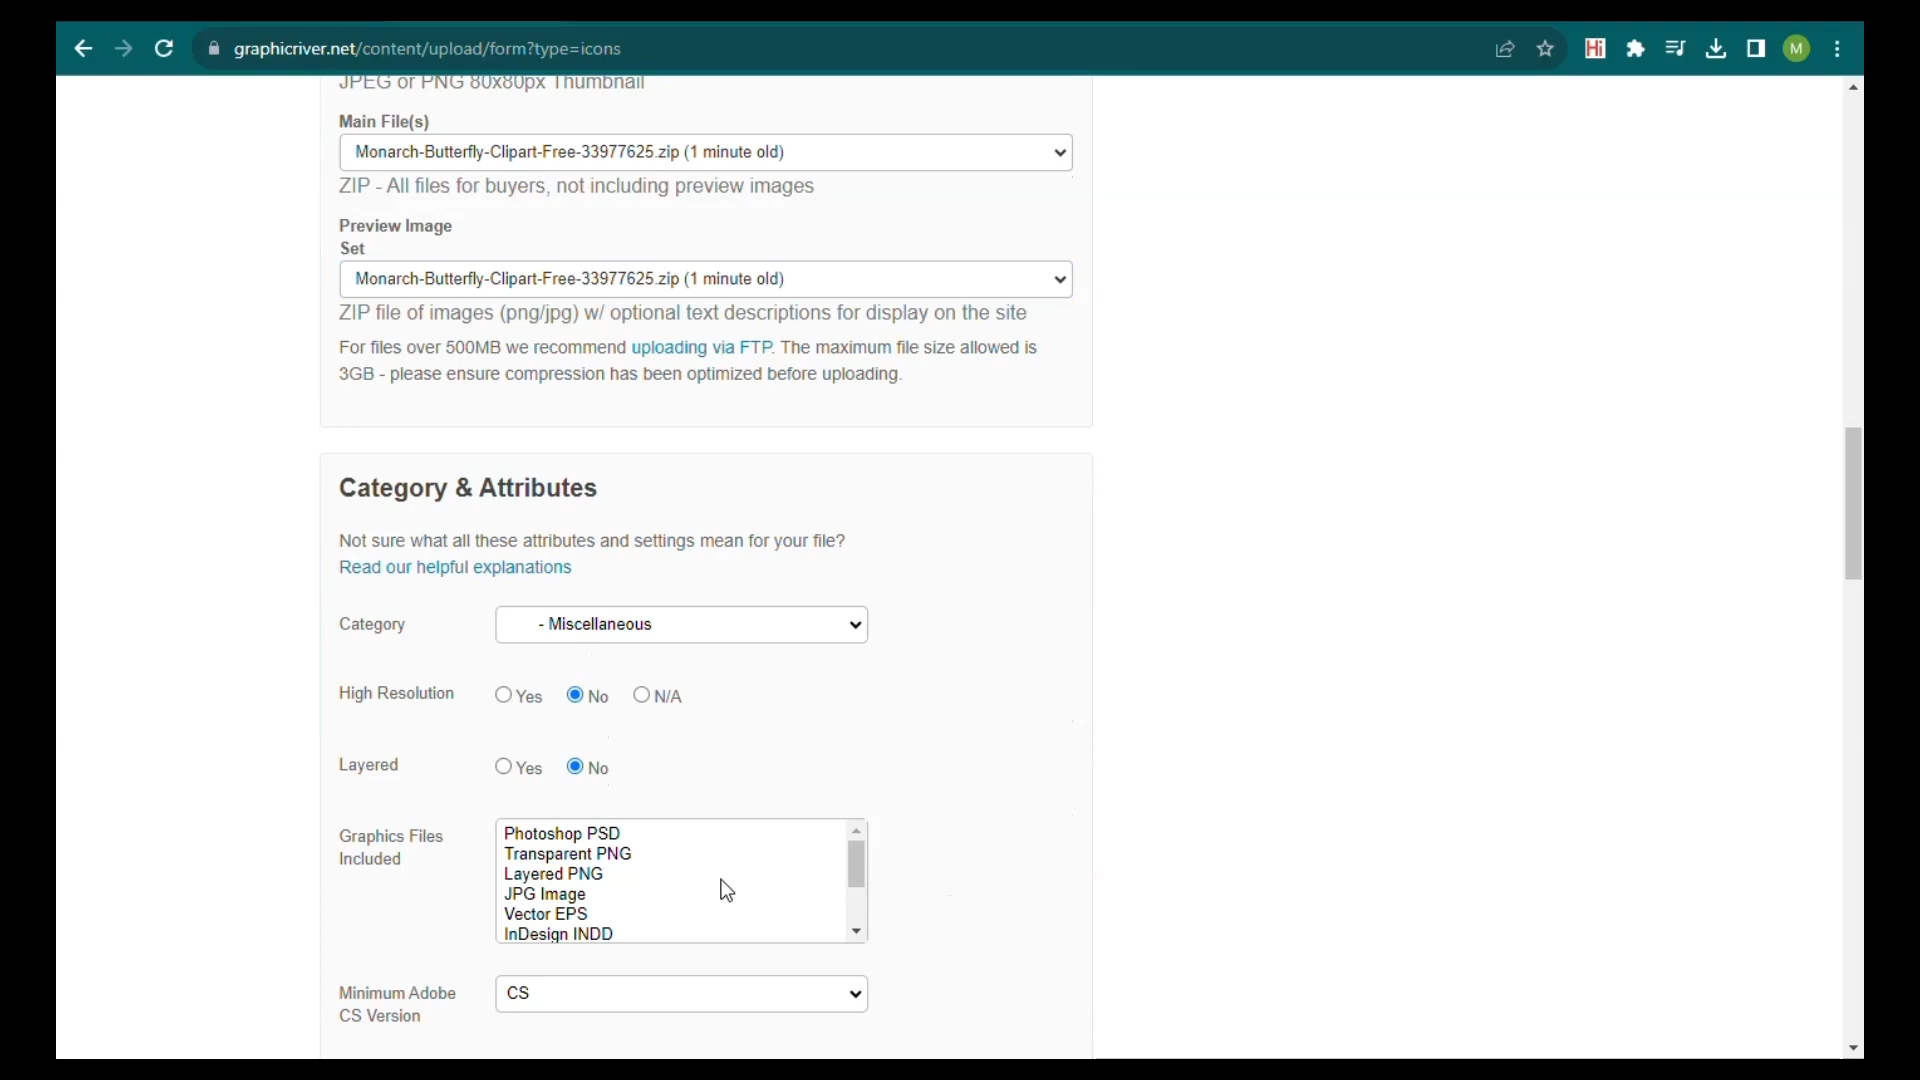 graphicriver.net/content/upload/form?type=icons
Hi
M
JPEG or PNG 80x80px Thumbnail
Main File(s)
Monarch-Butterfly-Clipart-Free-33977625.zip (1 minute old)
ZIP - All files for buyers, not including preview images
Preview Image
Set
Monarch-Butterfly-Clipart-Free-33977625.zip (1 minute old)
ZIP file of images (png/jpg) w/ optional text descriptions for display on the site
For files over 500MB we recommend uploading via FTP. The maximum file size allowed is
3GB - please ensure compression has been optimized before uploading.
Category & Attributes
Not sure what all these attributes and settings mean for your file?
Read our helpful explanations
Category - Miscellaneous
High Resolution Yes No N/A
Layered Yes No
Graphics Files
Included
Photoshop PSD
Transparent PNG
Layered PNG
JPG Image
Vector EPS
InDesign INDD
Minimum Adobe
CS Version
CS